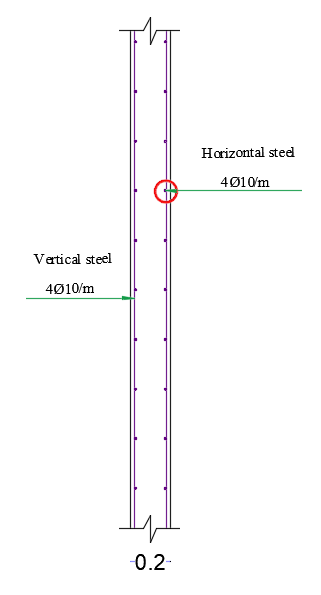 Horizontal steel
4Ø10/m
Vertical steel
4Ø10/m
0.2